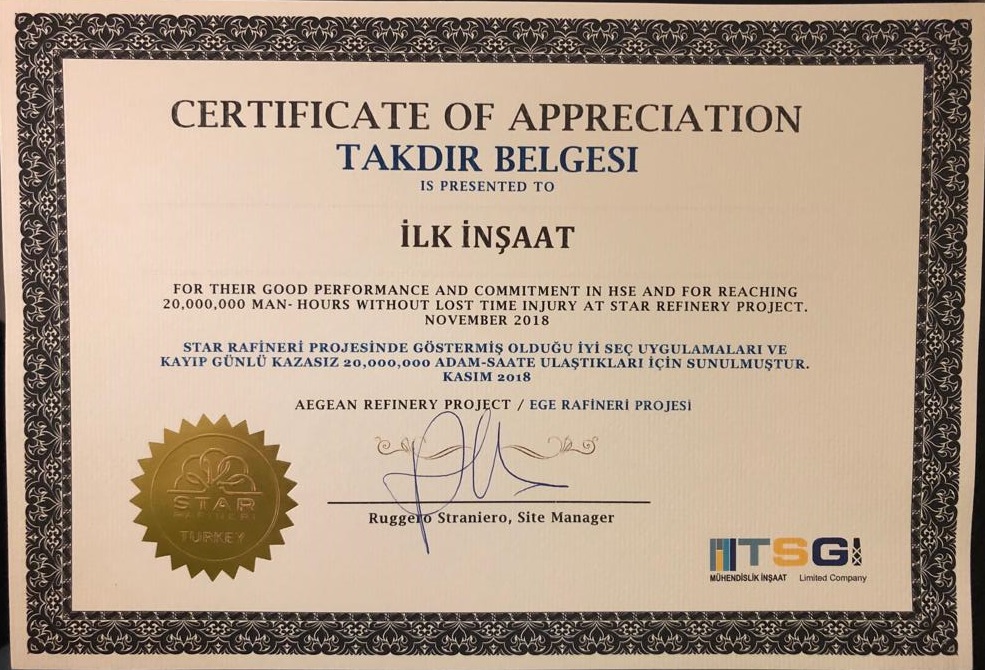 CERTIFICATE OF APPRECIATION
TAKDIR BELGESI
IS PRESENTED TO
İLK İNŞAAT
FOR THEIR GOOD PERFORMANCE AND COMMITMENT IN HSE AND FOR REACHING
20,000,000 MAN- HOURS WITHOUT LOST TIME INJURY AT STAR REFINERY PROJECT.
NOVEMBER 2018
STAR RAFİNERİ PROJESİNDE GÖSTERMİŞ OLDUĞU İYİ SEÇ UYGULAMALARI VE
KAYIP GÜNLÜ KAZASIZ 20,000,000 ADAM-SAATE ULAŞTIKLARI İÇİN SUNULMUŞTUR.
KASIM 2018
AEGEAN REFINERY PROJECT / EGE RAFİNERİ PROJESİ
Ruggero Straniero, Site Manager
STAR
TURKEY
TSGI
MÜHENDİSLİK İNŞAAT Limited Company